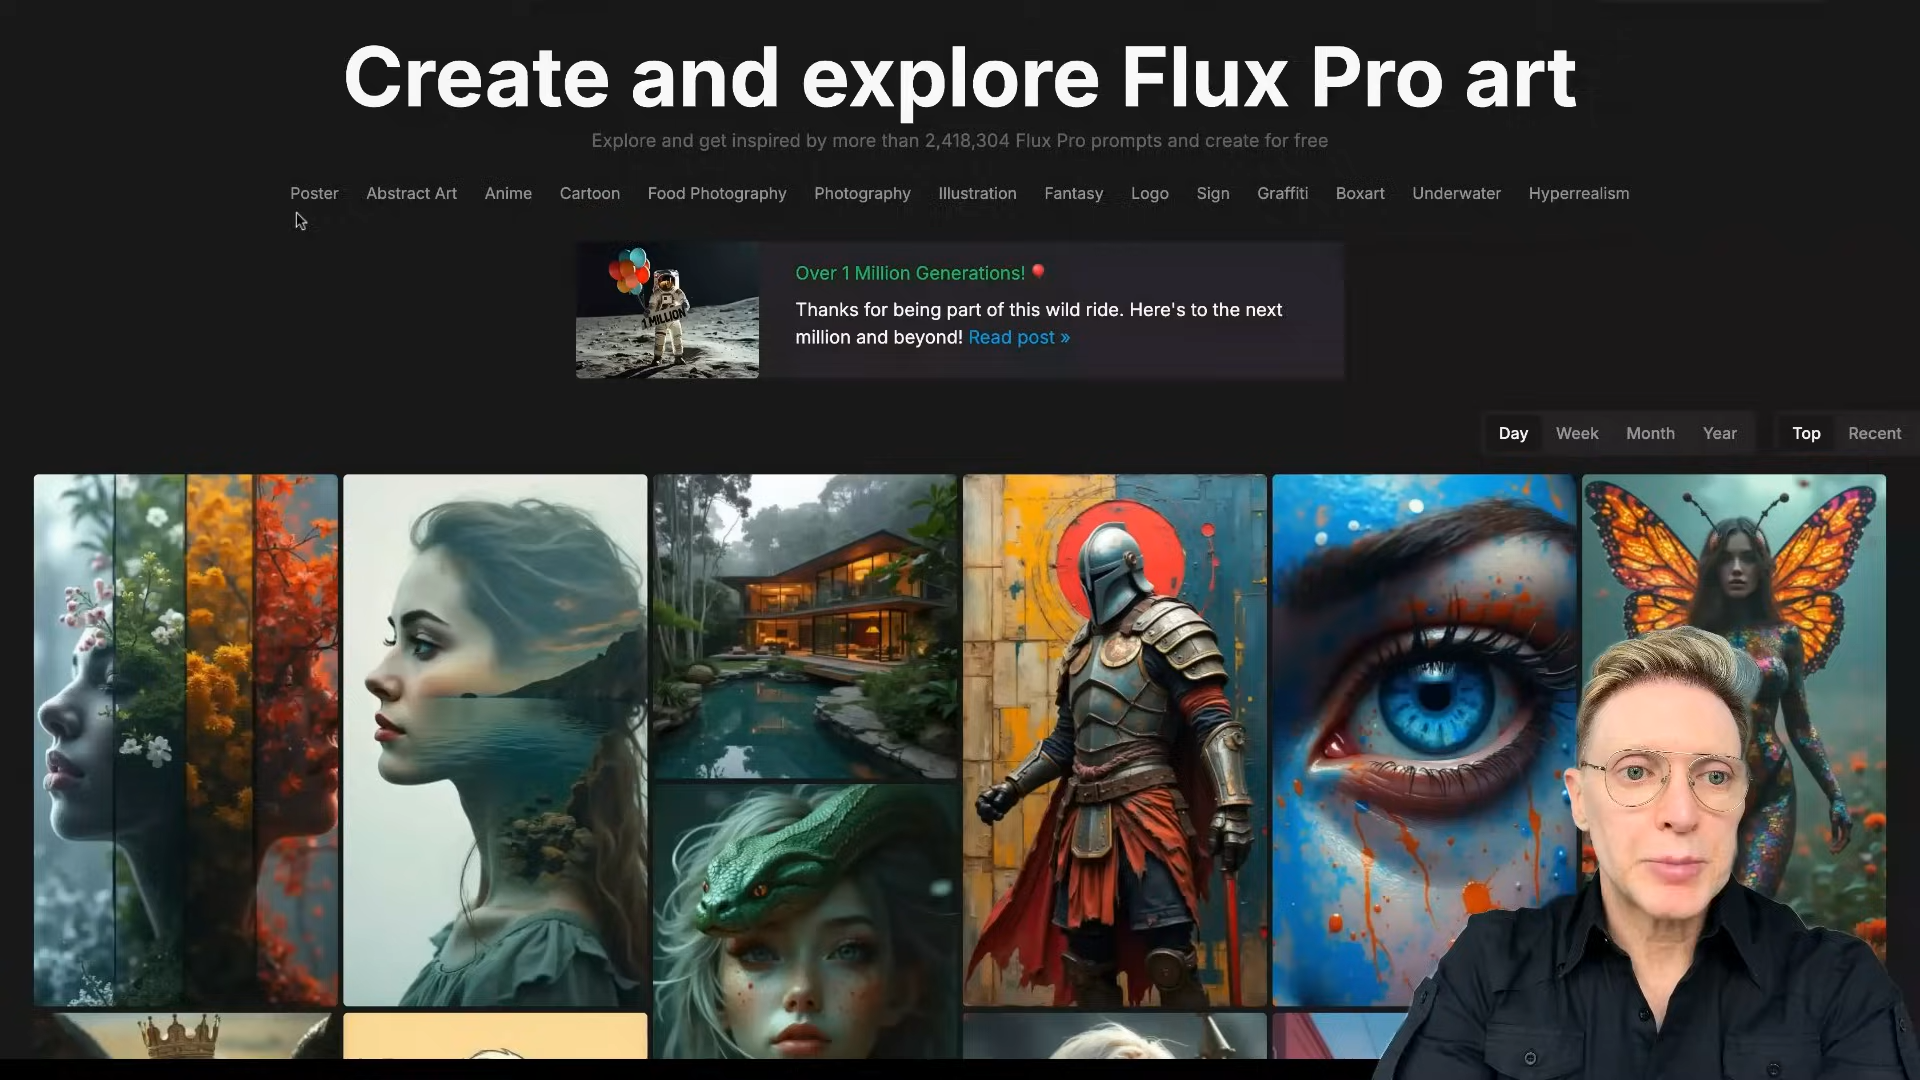 Create and explore Flux Pro art
Explore and get inspired by more than 2,418,304 Flux Pro prompts and create for free
Poster Abstract Art Anime Cartoon Food Photography Photography Illustration Fantasy Logo Sign Graffiti Boxart Underwater Hyperrealism
1 MILLION
Over 1 Million Generations!
Thanks for being part of this wild ride. Here's to the next
million and beyond! Read post »
Day Week Month Year Top Recent